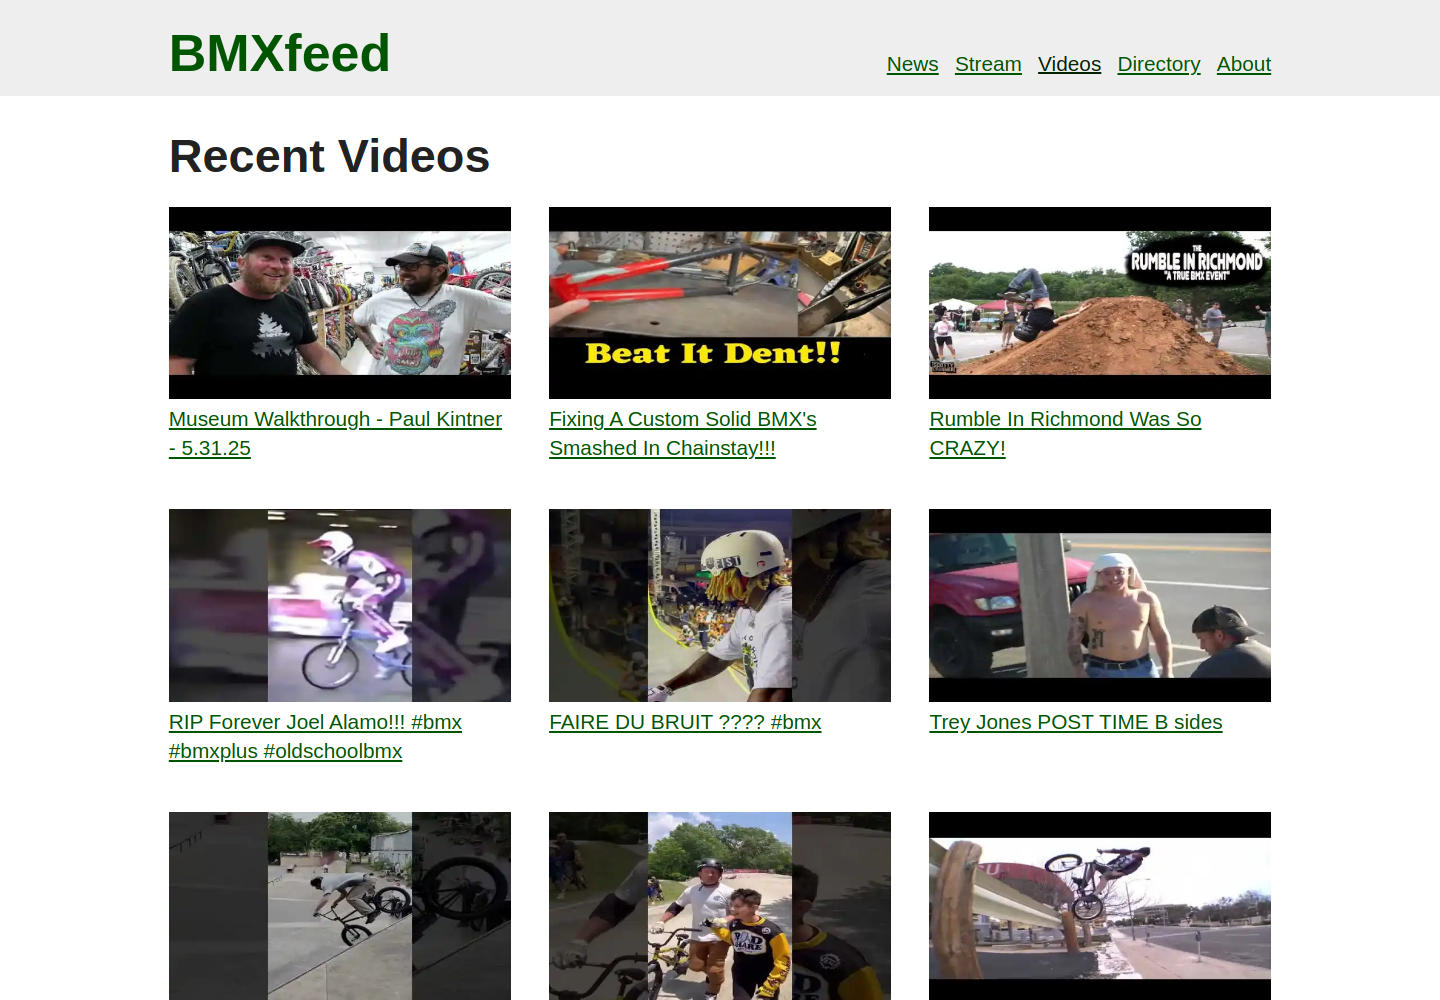 BMXfeed
News Stream Videos Directory About
Recent Videos
THE
RUMBLE IN RICHMOND
"A TRUE BMX EVENT"
Beat It Dent!!
Museum Walkthrough - Paul Kintner
- 5.31.25
Fixing A Custom Solid BMX's
Smashed In Chainstay!!!
Rumble In Richmond Was So
CRAZY!
FIST
RIP Forever Joel Alamo!!! #bmx
#bmxplus #oldschoolbmx
FAIRE DU BRUIT ???? #bmx
Trey Jones POST TIME B sides